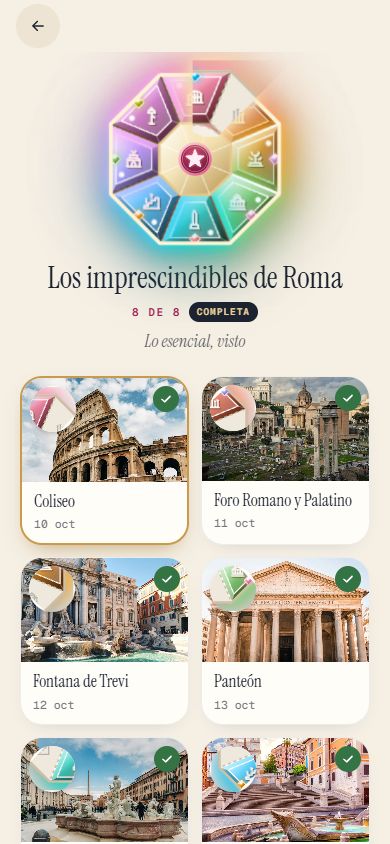 Los imprescindibles de Roma
8 DE 8 COMPLETA
Lo esencial, visto
Coliseo
10 oct
Foro Romano y Palatino
11 oct
Fontana de Trevi
12 oct
Panteón
13 oct